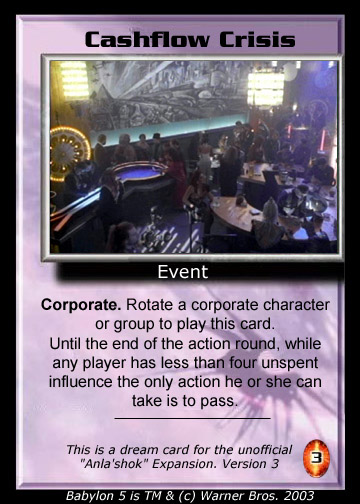 Cashflow Crisis
Event
Corporate. Rotate a corporate character
or group to play this card.
Until the end of the action round, while
any player has less than four unspent
influence the only action he or she can
take is to pass.
This is a dream card for the unofficial
"Anla'shok" Expansion. Version 3
3
Babylon 5 is TM & (c) Warner Bros. 2003